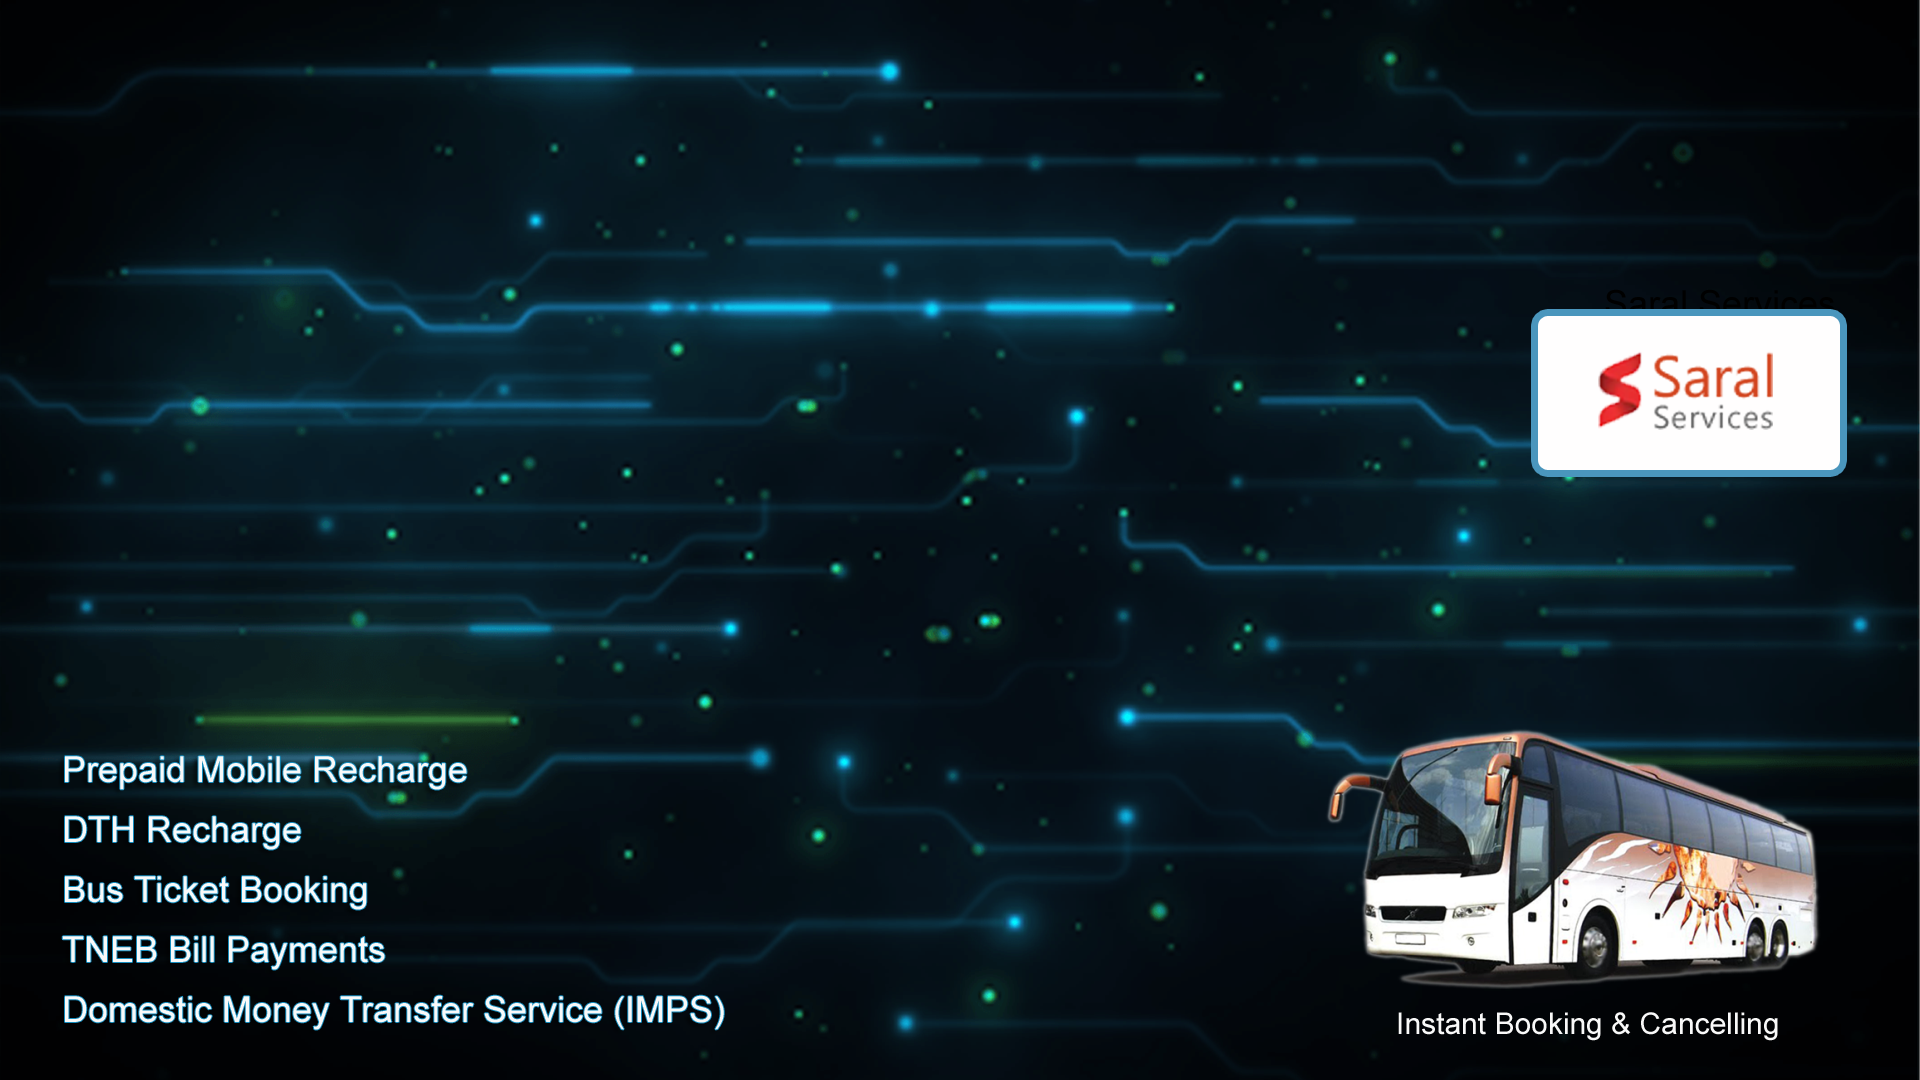 Saral Services
Saral
Services
Prepaid Mobile Recharge
DTH Recharge
Bus Ticket Booking
TNEB Bill Payments
Domestic Money Transfer Service (IMPS)
Instant Booking & Cancelling